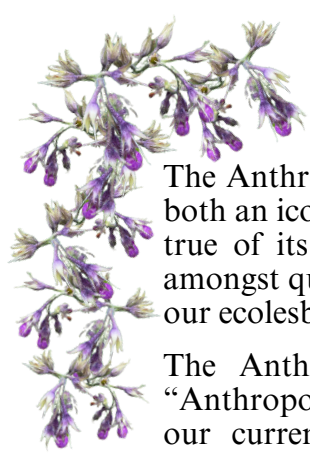 The Anthr
both an ico
true of its
amongst qu
our ecolesb
The Anth
“Anthropo
our curren